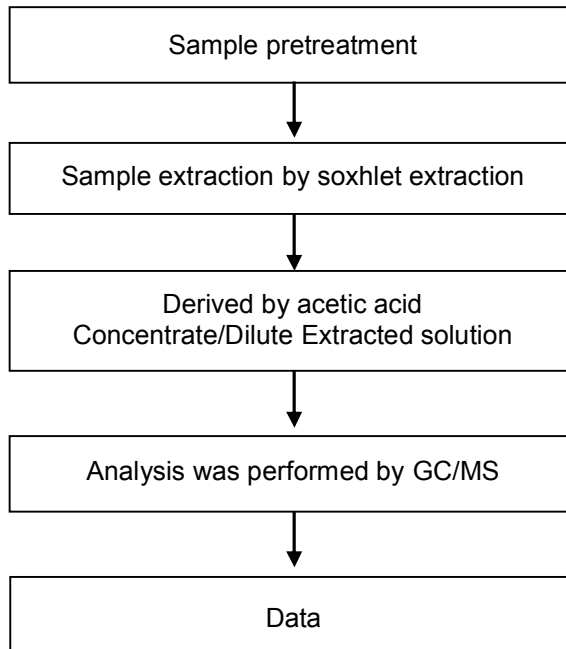 Sample pretreatment
Sample extraction by soxhlet extraction
Derived by acetic acid
Concentrate/Dilute Extracted solution
Analysis was performed by GC/MS
Data